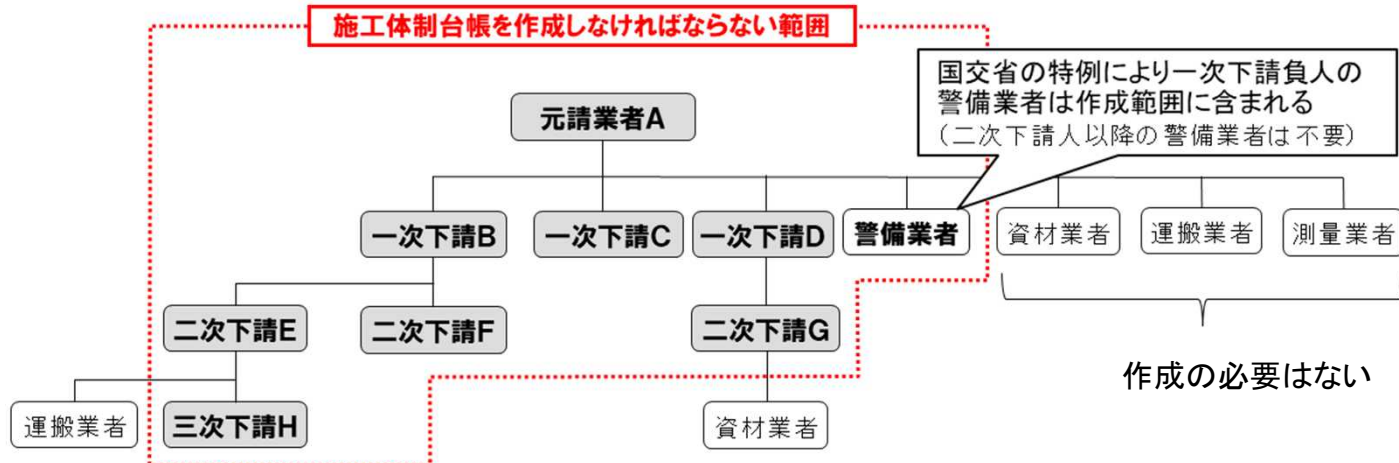 施工体制台帳を作成しなければならない範囲
国交省の特例により一次下請負人の
警備業者は作成範囲に含まれる
（二次下請人以降の警備業者は不要）
元請業者A
一次下請B
一次下請C
一次下請D
警備業者
資材業者
運搬業者
測量業者
二次下請E
二次下請F
二次下請G
作成の必要はない
運搬業者
三次下請H
資材業者